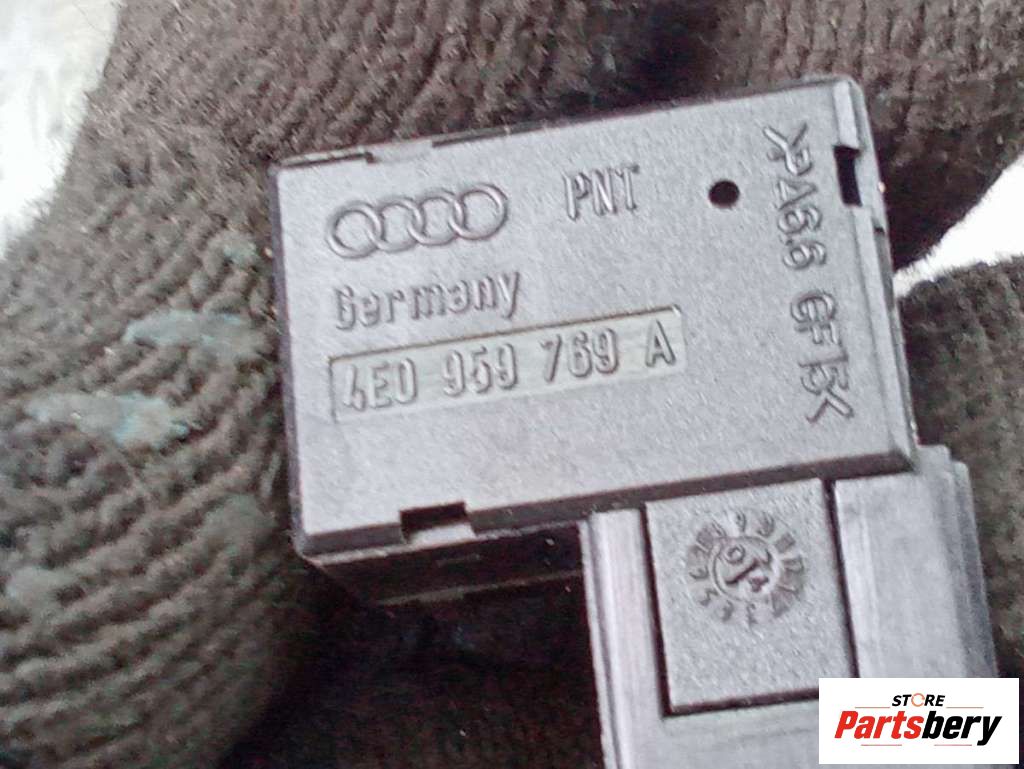 PNT
Germany
4E0 959 769 A
>PA6.6 GF15<
STORE
Partsbery